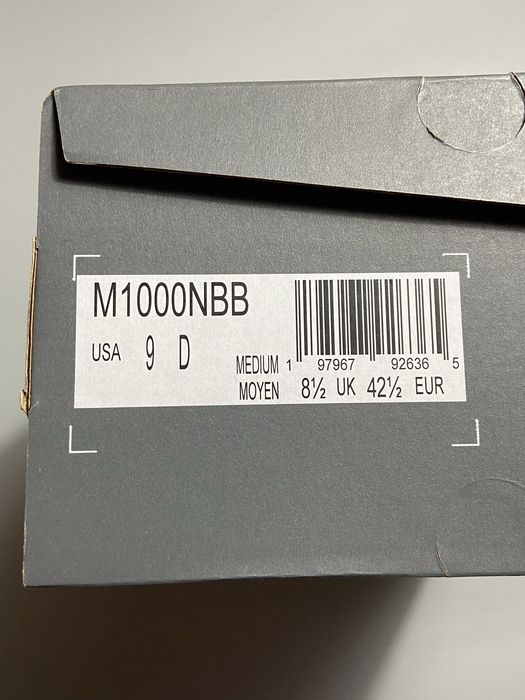 M1000NBB
USA 9 D MEDIUM
MOYEN
1 97967 92636 5
8½ UK 42½ EUR